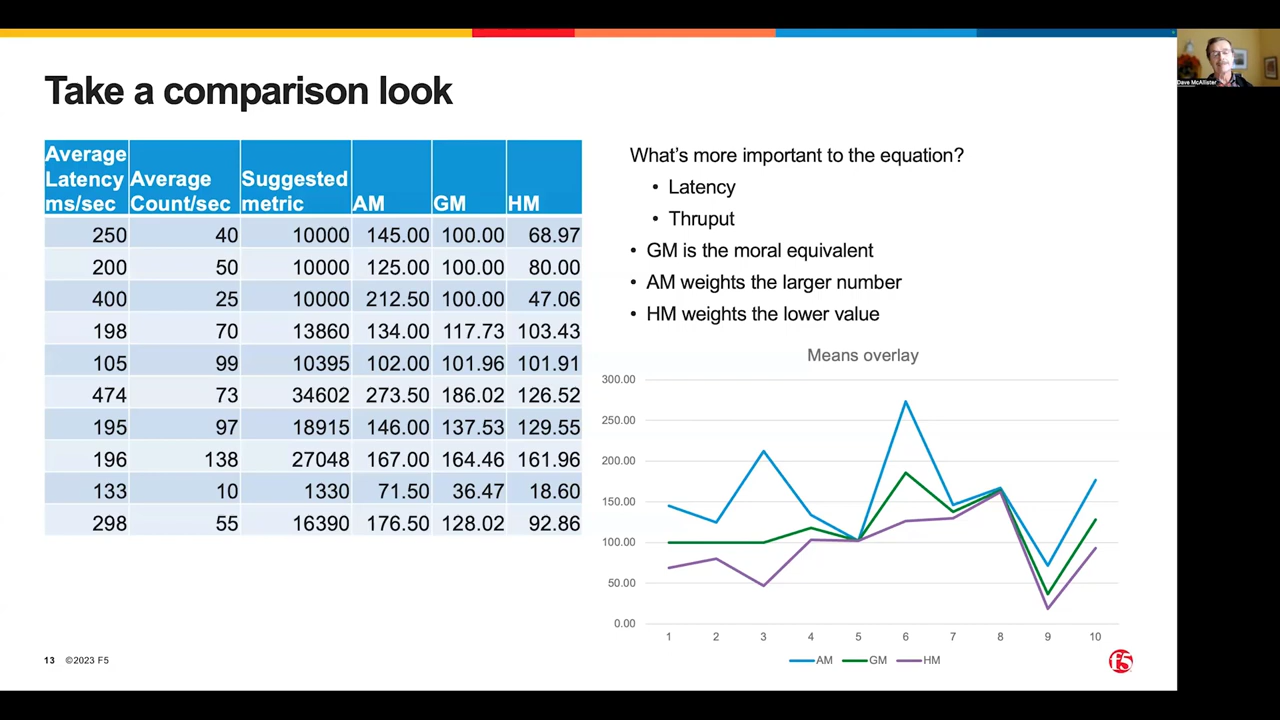 Take a comparison look
Average
Latency Average Suggested
ms/sec Count/sec metric AM GM HM
250 40 10000 145.00 100.00 68.97
200 50 10000 125.00 100.00 80.00
400 25 10000 212.50 100.00 47.06
198 70 13860 134.00 117.73 103.43
105 99 10395 102.00 101.96 101.91
474 73 34602 273.50 186.02 126.52
195 97 18915 146.00 137.53 129.55
196 138 27048 167.00 164.46 161.96
133 10 1330 71.50 36.47 18.60
298 55 16390 176.50 128.02 92.86
What's more important to the equation?
• Latency
• Thruput
• GM is the moral equivalent
• AM weights the larger number
• HM weights the lower value
Means overlay
300.00
250.00
200.00
150.00
100.00
50.00
0.00
1 2 3 4 5 6 7 8 9 10
AM GM HM
13 ©2023 F5
f5
Dave McAllister